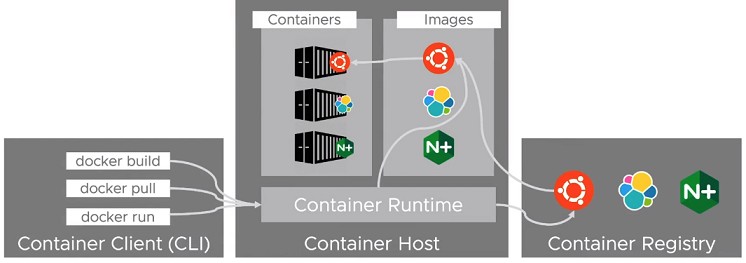 Containers
Images
N+
N+
docker build
docker pull
docker run
Container Runtime
N+
Container Client (CLI)
Container Host
Container Registry